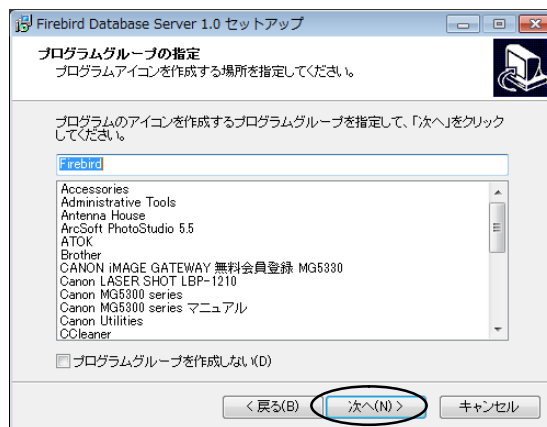 Firebird Database Server 1.0 セットアップ
プログラムグループの指定
プログラムアイコンを作成する場所を指定してください。
プログラムのアイコンを作成するプログラムグループを指定して、「次へ」をクリック
してください。
Firebird
Accessories
Administrative Tools
Antenna House
ArcSoft PhotoStudio 5.5
ATOK
Brother
CANON iMAGE GATEWAY 無料会員登録 MG5330
Canon LASER SHOT LBP-1210
Canon MG5300 series
Canon MG5300 series マニュアル
Canon Utilities
CCleaner
プログラムグループを作成しない(D)
< 戻る(B)
次へ(N) >
キャンセル